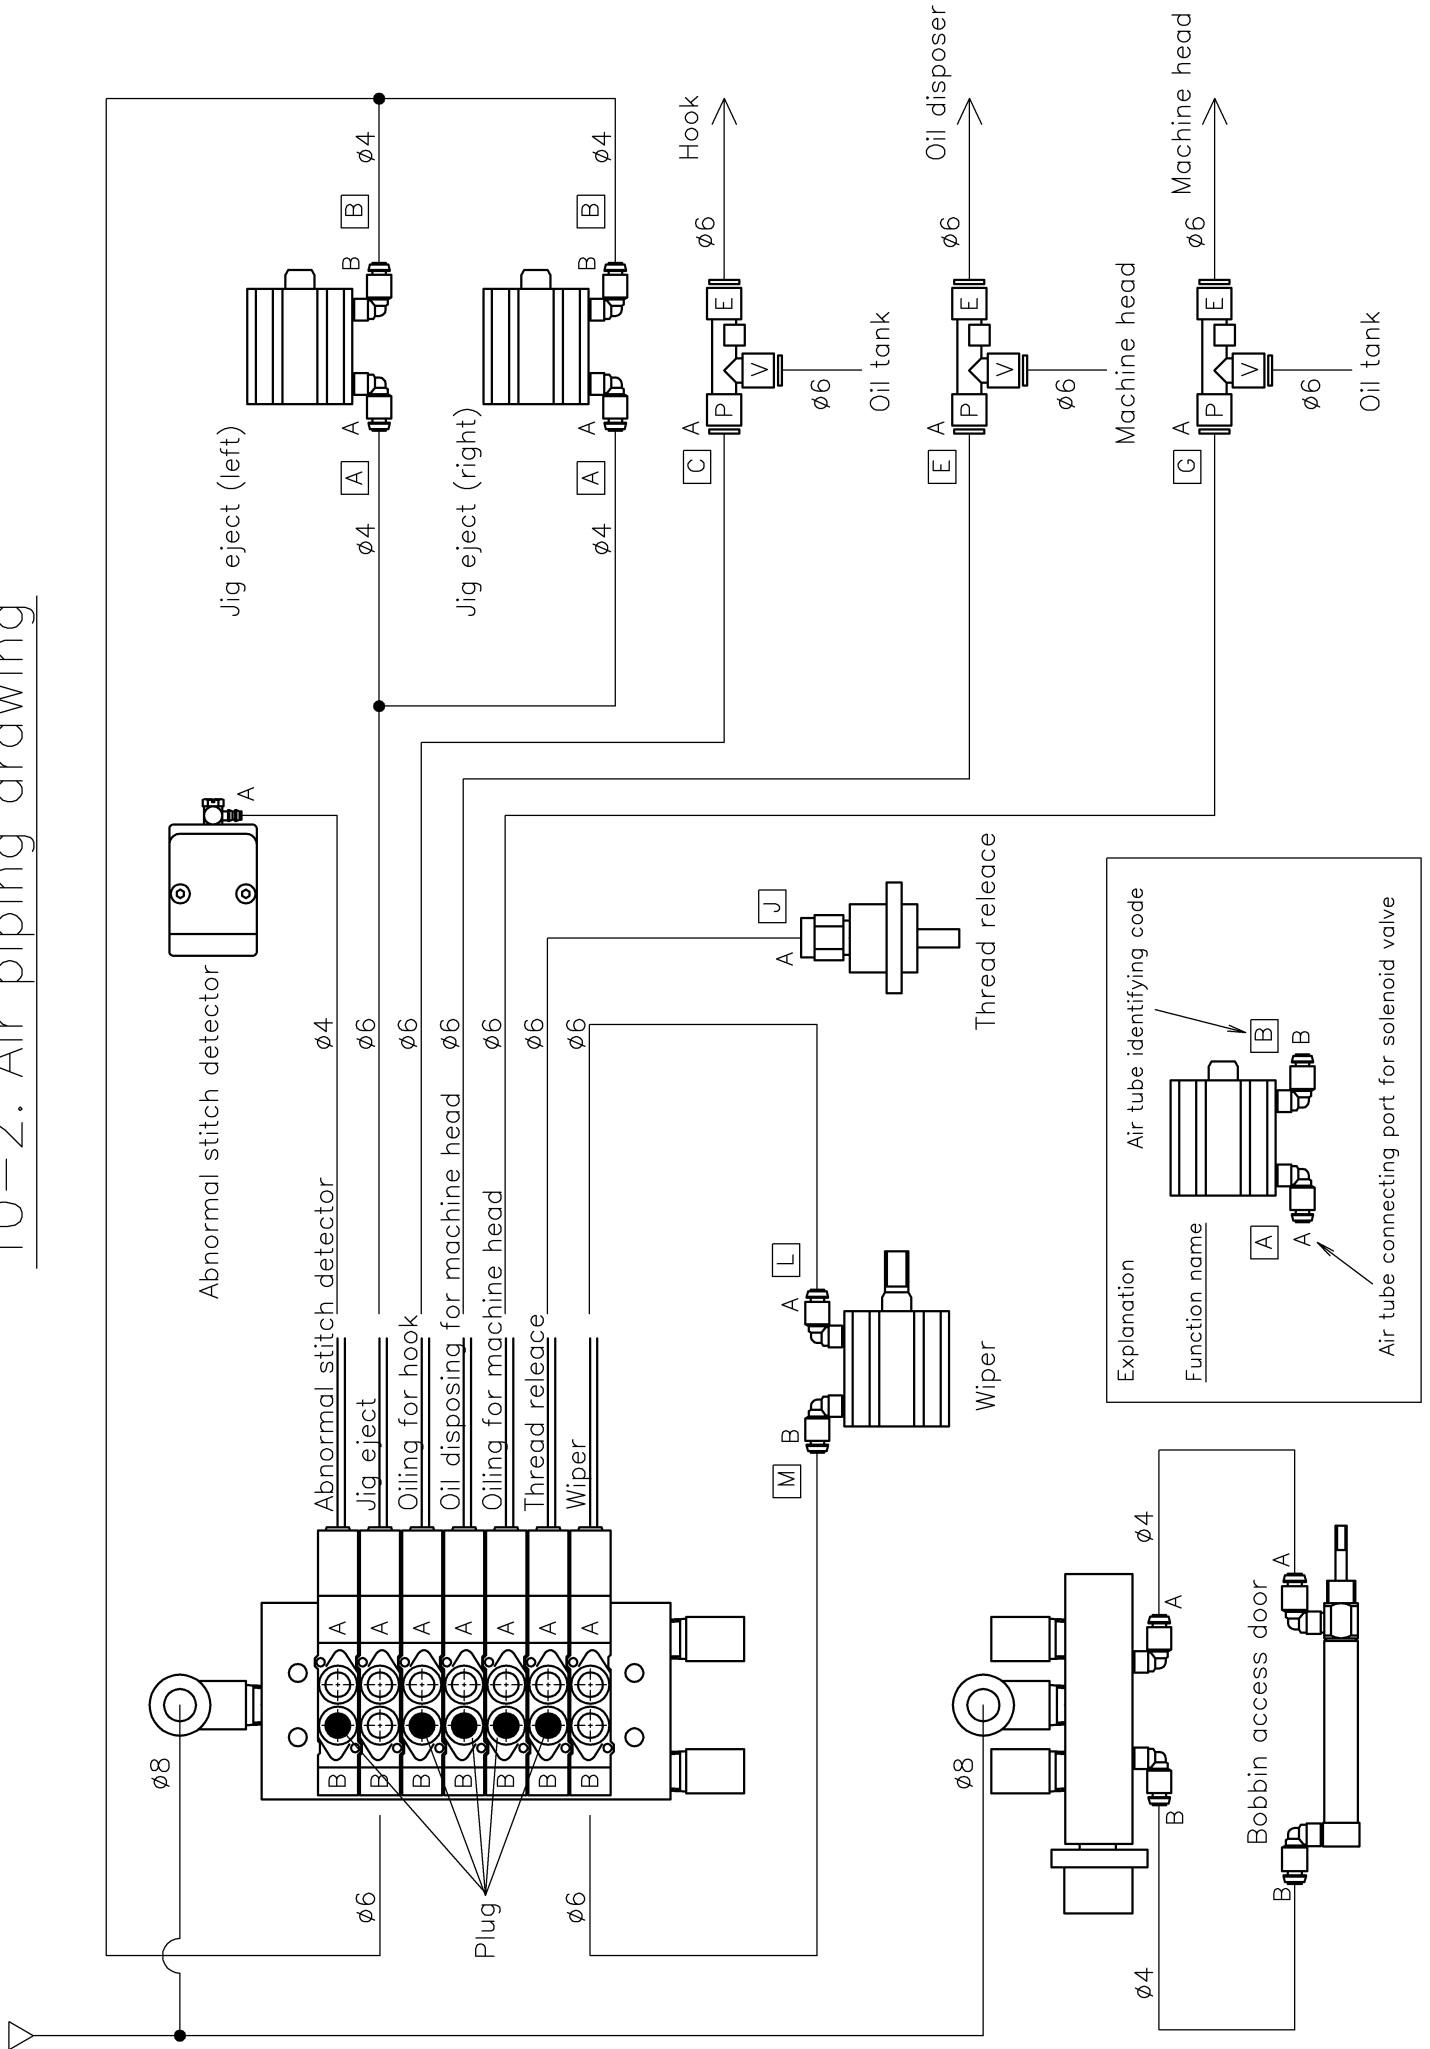 10-2. Air piping drawing
Abnormal stitch detector
A
Jig eject (left)
A
B
A
B
ø4
ø4
Jig eject (right)
A
B
A
B
ø4
ø4
Hook
ø6
A
C
P
V
E
ø6
Oil tank
Oil disposer
ø6
A
E
P
V
E
ø6
Machine head
Machine head
ø6
A
G
P
V
E
ø6
Oil tank
ø8
ø6
ø6
Plug
B A Abnormal stitch detector ø4
B A Jig eject ø6
B A Oiling for hook ø6
B A Oil disposing for machine head ø6
B A Oiling for machine head ø6
B A Thread releace ø6
B A Wiper ø6
J
A
Thread releace
M
B
A
L
Wiper
ø8
B
A
ø4
ø4
Bobbin access door
B
A
Explanation
Function name
Air tube identifying code
A
B
A
B
Air tube connecting port for solenoid valve